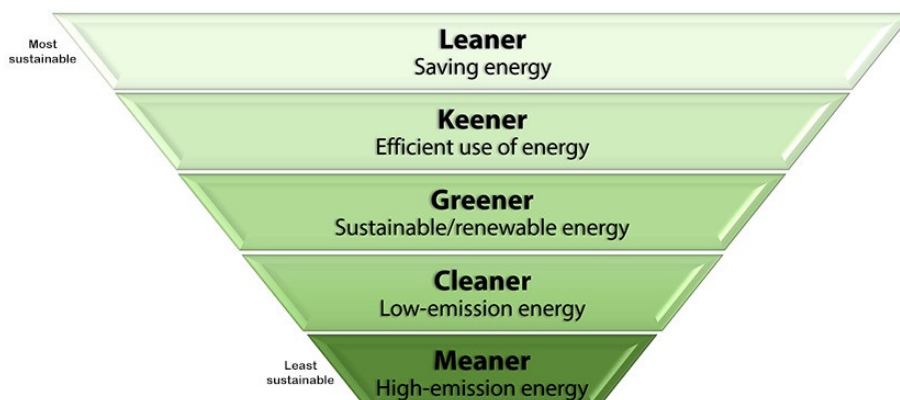 Most
sustainable
Leaner
Saving energy
Keener
Efficient use of energy
Greener
Sustainable/renewable energy
Cleaner
Low-emission energy
Least
sustainable
Meaner
High-emission energy